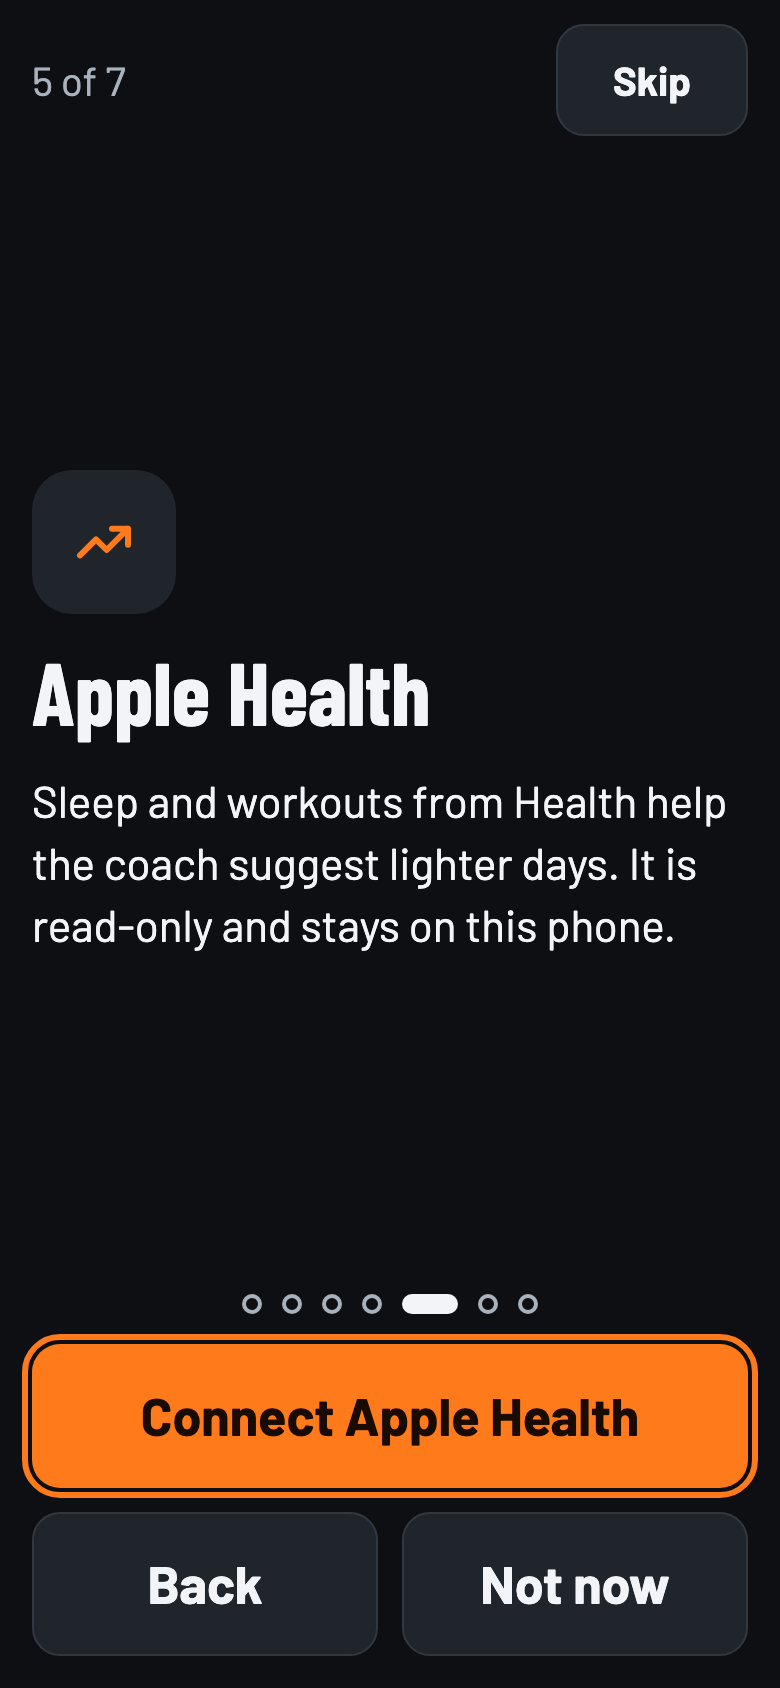 5 of 7
Skip
Apple Health
Sleep and workouts from Health help
the coach suggest lighter days. It is
read-only and stays on this phone.
Connect Apple Health
Back
Not now